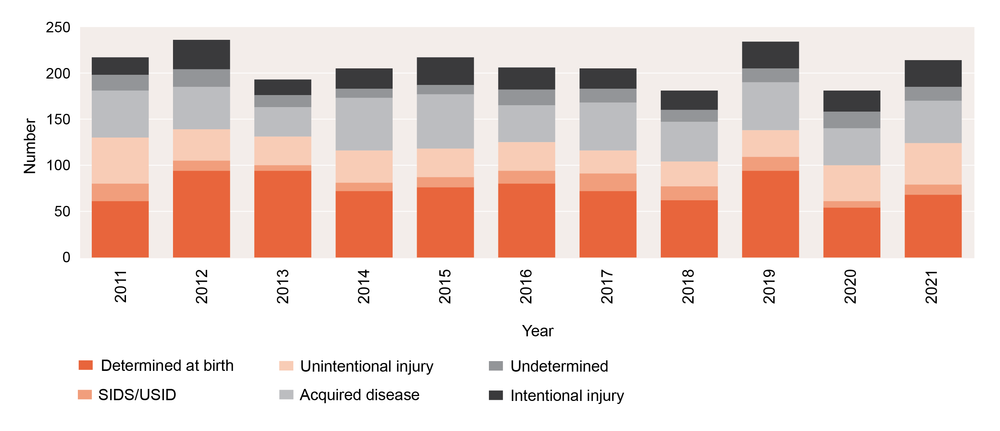 250
200
150
100
50
0
Number
2011
2012
2013
2014
2015
2016
2017
2018
2019
2020
2021
Year
Determined at birth
Unintentional injury
Undetermined
SIDS/USID
Acquired disease
Intentional injury